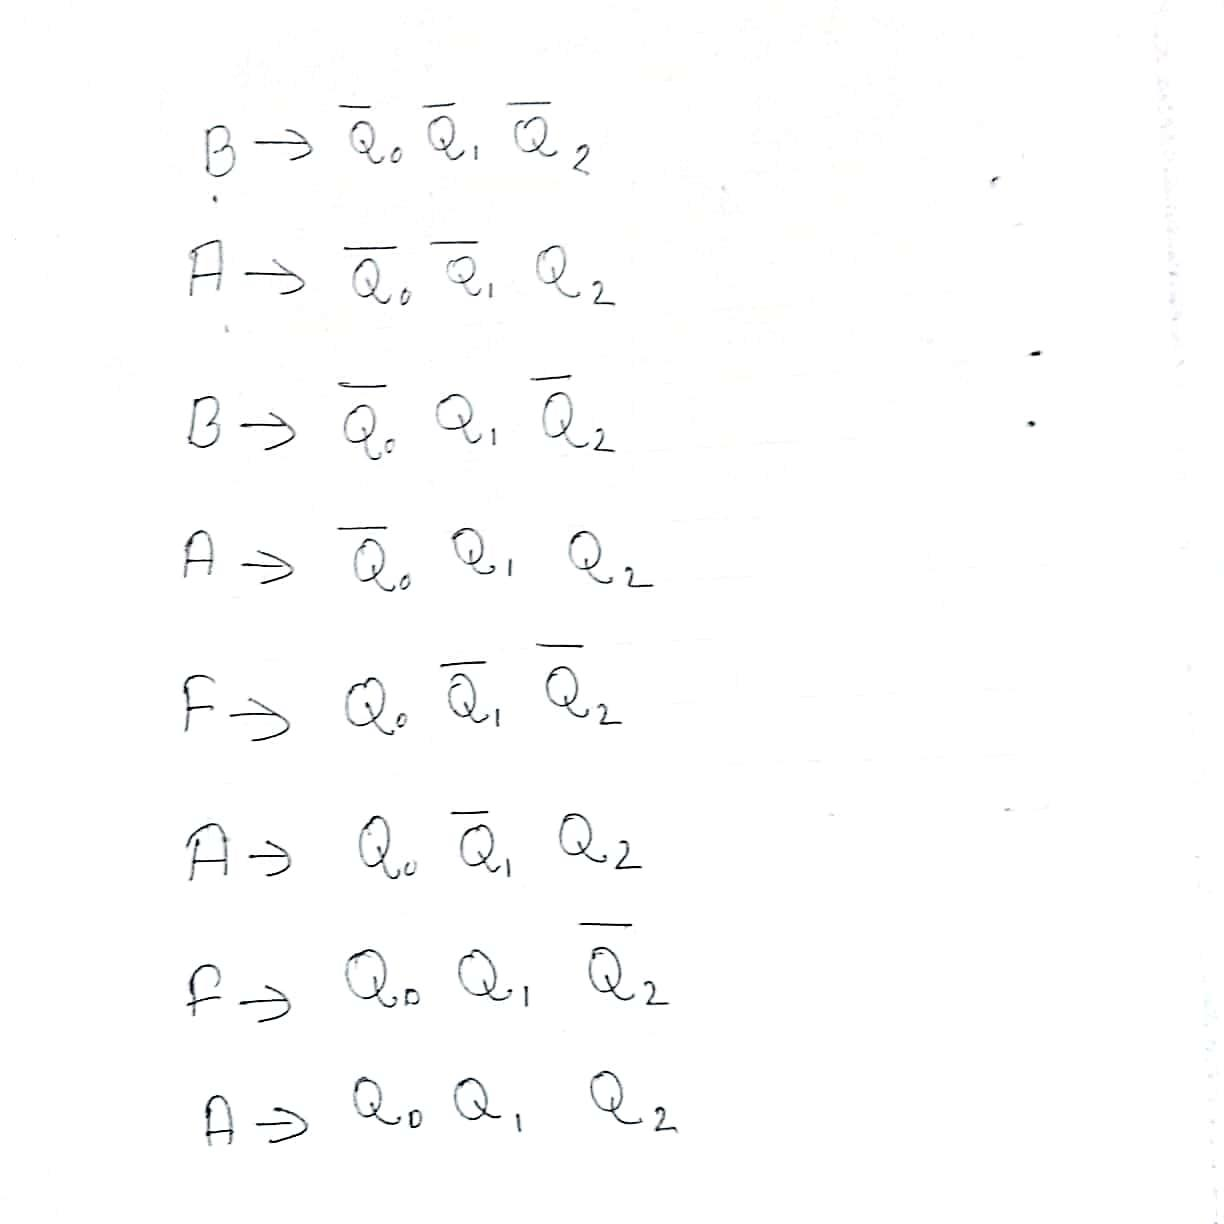 B → Q̅₀ Q̅₁ Q̅₂
A → Q̅₀ Q̅₁ Q₂
B → Q̅₀ Q₁ Q̅₂
A → Q̅₀ Q₁ Q₂
F → Q₀ Q̅₁ Q̅₂
A → Q₀ Q̅₁ Q₂
F → Q₀ Q₁ Q̅₂
A → Q₀ Q₁ Q₂